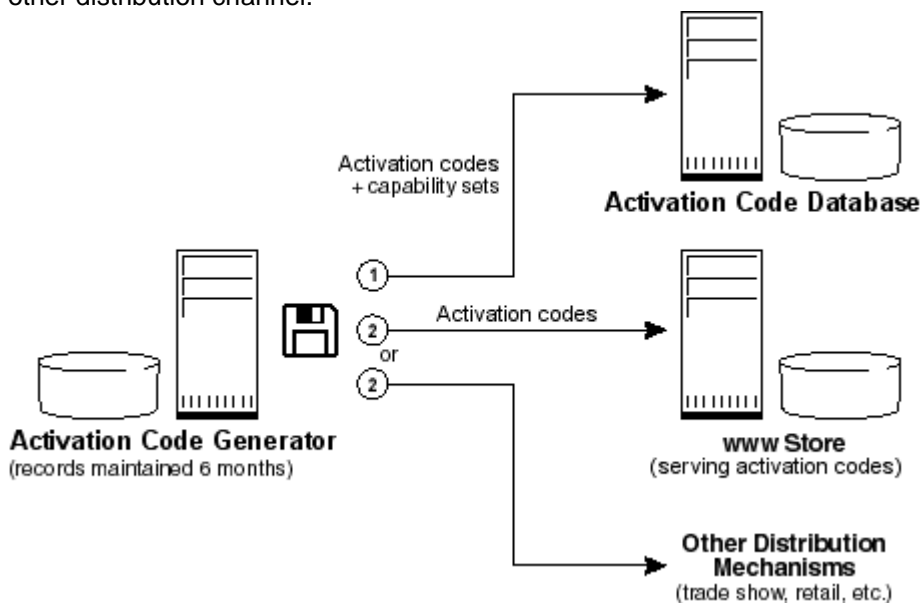 other distribution channel.
Activation codes
+ capability sets
Activation Code Database
1
Activation codes
2
or
2
Activation Code Generator
(records maintained 6 months)
www Store
(serving activation codes)
Other Distribution
Mechanisms
(trade show, retail, etc.)